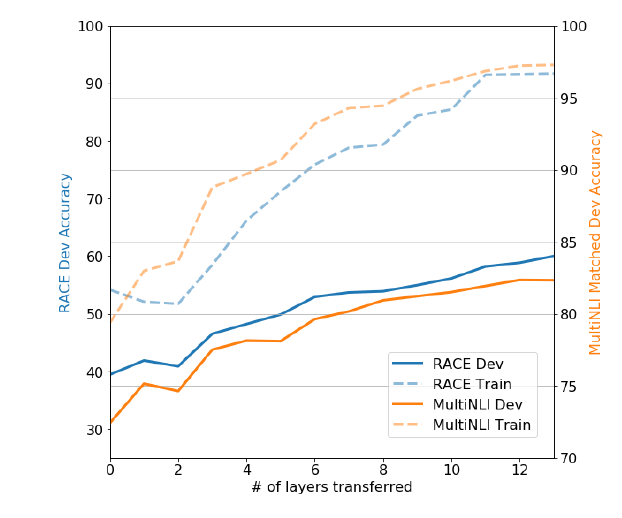 100
90
80
70
60
50
40
30
RACE Dev Accuracy
100
95
90
85
80
75
70
MultiNLI Matched Dev Accuracy
RACE Dev
RACE Train
MultiNLI Dev
MultiNLI Train
0 2 4 6 8 10 12
# of layers transferred